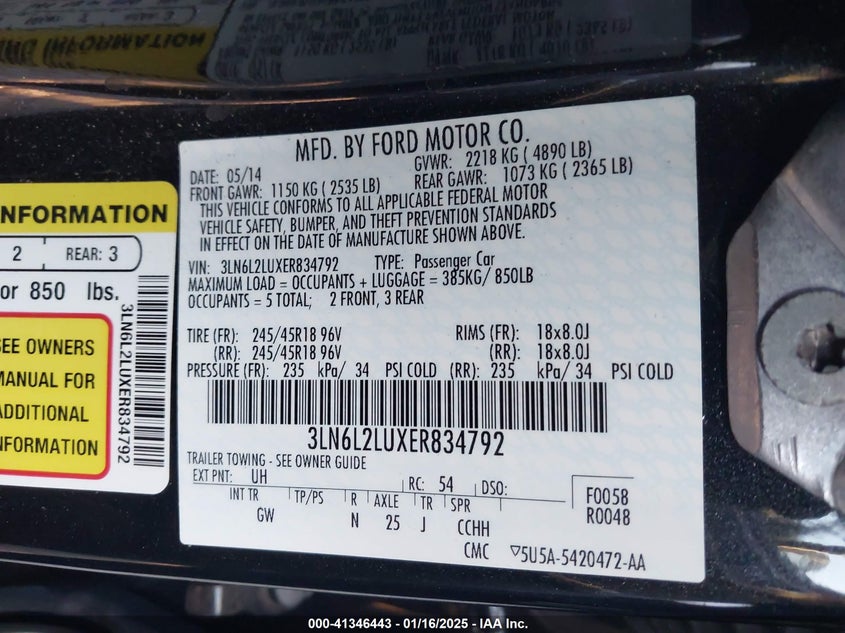 MFD. BY FORD MOTOR CO.
DATE: 05/14 GVWR: 2218 KG ( 4890 LB)
FRONT GAWR: 1150 KG ( 2535 LB) REAR GAWR: 1073 KG ( 2365 LB)
THIS VEHICLE CONFORMS TO ALL APPLICABLE FEDERAL MOTOR
VEHICLE SAFETY, BUMPER, AND THEFT PREVENTION STANDARDS
IN EFFECT ON THE DATE OF MANUFACTURE SHOWN ABOVE.
VIN: 3LN6L2LUXER834792 TYPE: Passenger Car
MAXIMUM LOAD = OCCUPANTS + LUGGAGE = 385KG/ 850LB
OCCUPANTS = 5 TOTAL; 2 FRONT, 3 REAR
TIRE (FR): 245/45R18 96V RIMS (FR): 18x8.0J
(RR): 245/45R18 96V (RR): 18x8.0J
PRESSURE (FR): 235 kPa/ 34 PSI COLD (RR): 235 kPa/ 34 PSI COLD
3LN6L2LUXER834792
TRAILER TOWING - SEE OWNER GUIDE
EXT PNT: UH RC: 54 DSO: F0058
INT TR TP/PS R AXLE TR SPR R0048
GW N 25 J CCHH
CMC 5U5A-5420472-AA
NFORMATION
2 REAR: 3
or 850 lbs.
SEE OWNERS
MANUAL FOR
ADDITIONAL
INFORMATION
3LN6L2LUXER834792
000-41346443 - 01/16/2025 - IAA Inc.